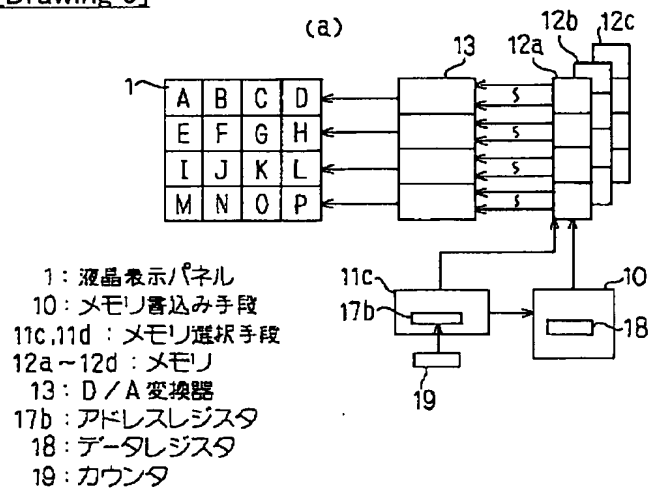 (a)
13
12a
12b
12c
1
A B C D
E F G H
I J K L
M N O P
S
S
S
S
11c
17b
19
10
18
1:液晶表示パネル
10:メモリ書込み手段
11c,11d:メモリ選択手段
12a~12d:メモリ
13:D/A変換器
17b:アドレスレジスタ
18:データレジスタ
19:カウンタ